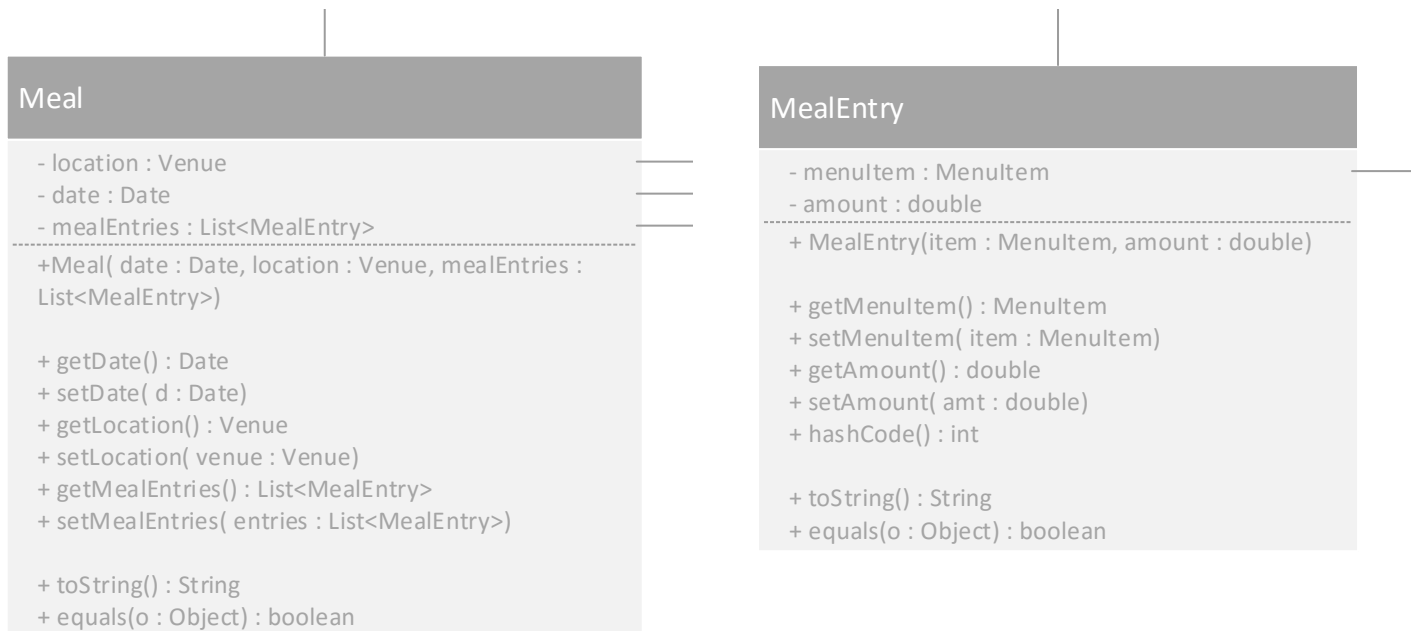 Meal
- location : Venue
- date : Date
- mealEntries : List<MealEntry>
+Meal( date : Date, location : Venue, mealEntries :
List<MealEntry>)
+ getDate() : Date
+ setDate( d : Date)
+ getLocation() : Venue
+ setLocation( venue : Venue)
+ getMealEntries() : List<MealEntry>
+ setMealEntries( entries : List<MealEntry>)
+ toString() : String
+ equals(o : Object) : boolean
MealEntry
- menuItem : MenuItem
- amount : double
+ MealEntry(item : MenuItem, amount : double)
+ getMenuItem() : MenuItem
+ setMenuItem( item : MenuItem)
+ getAmount() : double
+ setAmount( amt : double)
+ hashCode() : int
+ toString() : String
+ equals(o : Object) : boolean